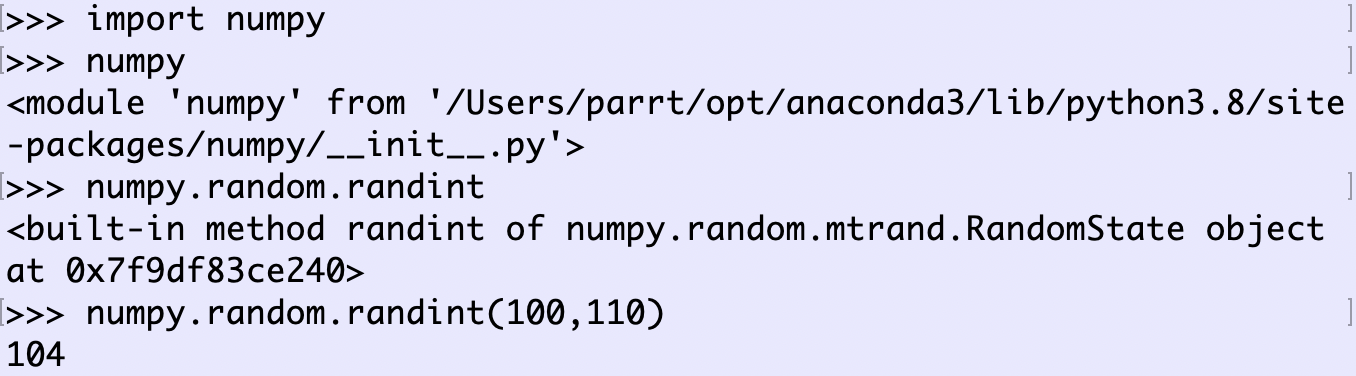 [>>> import numpy ]
[>>> numpy ]
<module 'numpy' from '/Users/parrt/opt/anaconda3/lib/python3.8/site
-packages/numpy/__init__.py'>
[>>> numpy.random.randint ]
<built-in method randint of numpy.random.mtrand.RandomState object
at 0x7f9df83ce240>
[>>> numpy.random.randint(100,110) ]
104